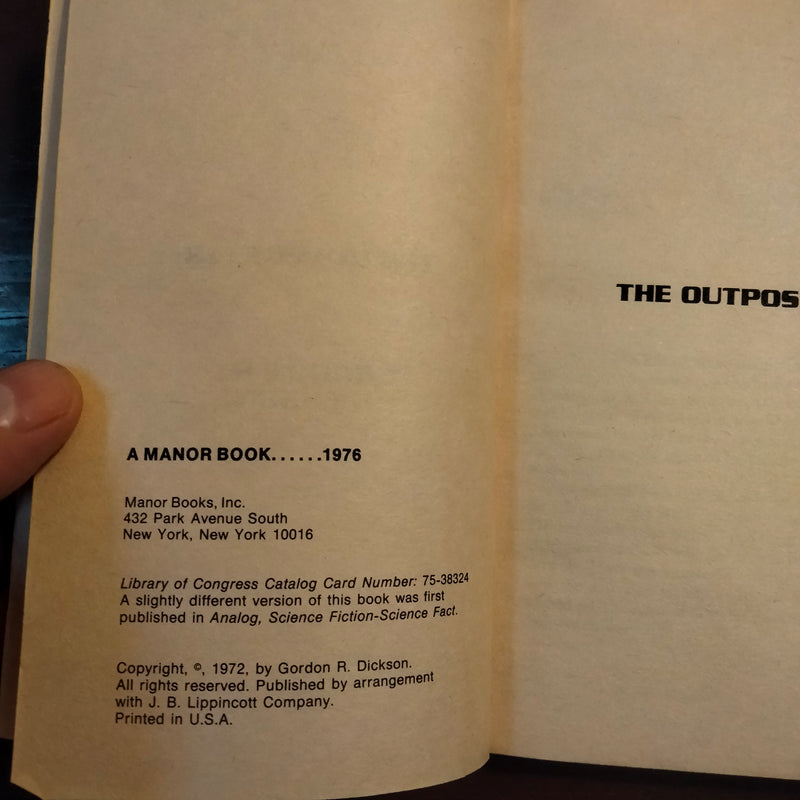 A MANOR BOOK......1976
Manor Books, Inc.
432 Park Avenue South
New York, New York 10016
Library of Congress Catalog Card Number: 75-38324
A slightly different version of this book was first
published in Analog, Science Fiction-Science Fact.
Copyright, ©, 1972, by Gordon R. Dickson.
All rights reserved. Published by arrangement
with J. B. Lippincott Company.
Printed in U.S.A.
THE OUTPOS